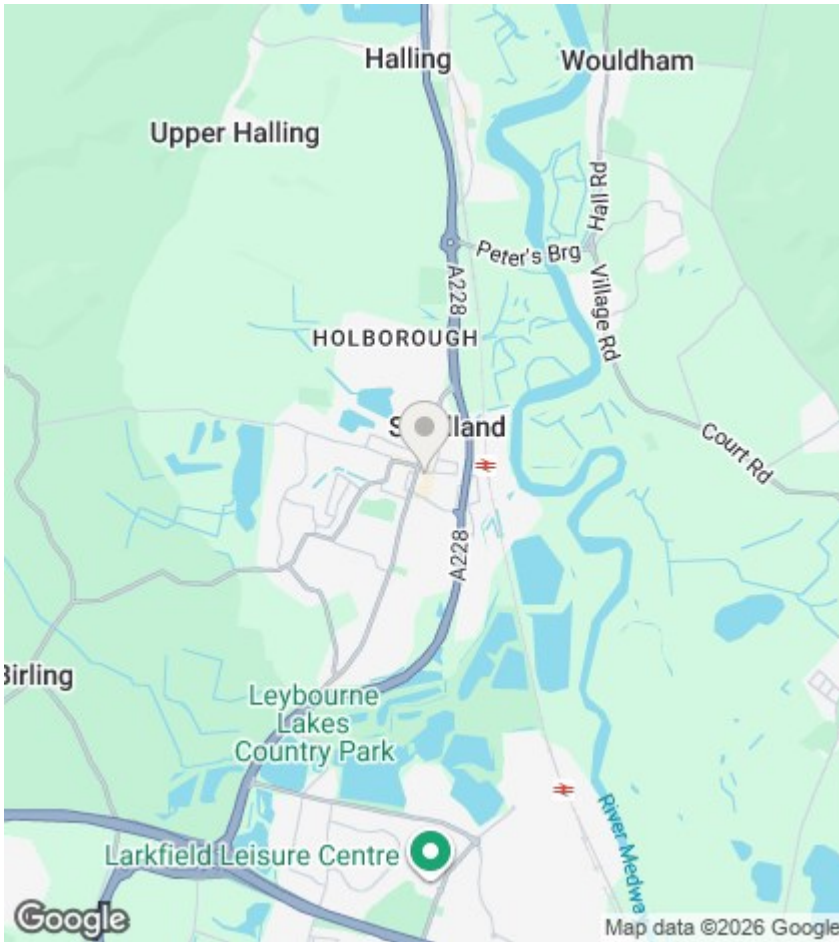 Halling
Wouldham
Upper Halling
Hall Rd
Peter's Brg
A228
Village Rd
HOLBOROUGH
Court Rd
A228
Birling
Leybourne
Lakes
Country Park
River Medwa
Larkfield Leisure Centre
Google
Map data ©2026 Google